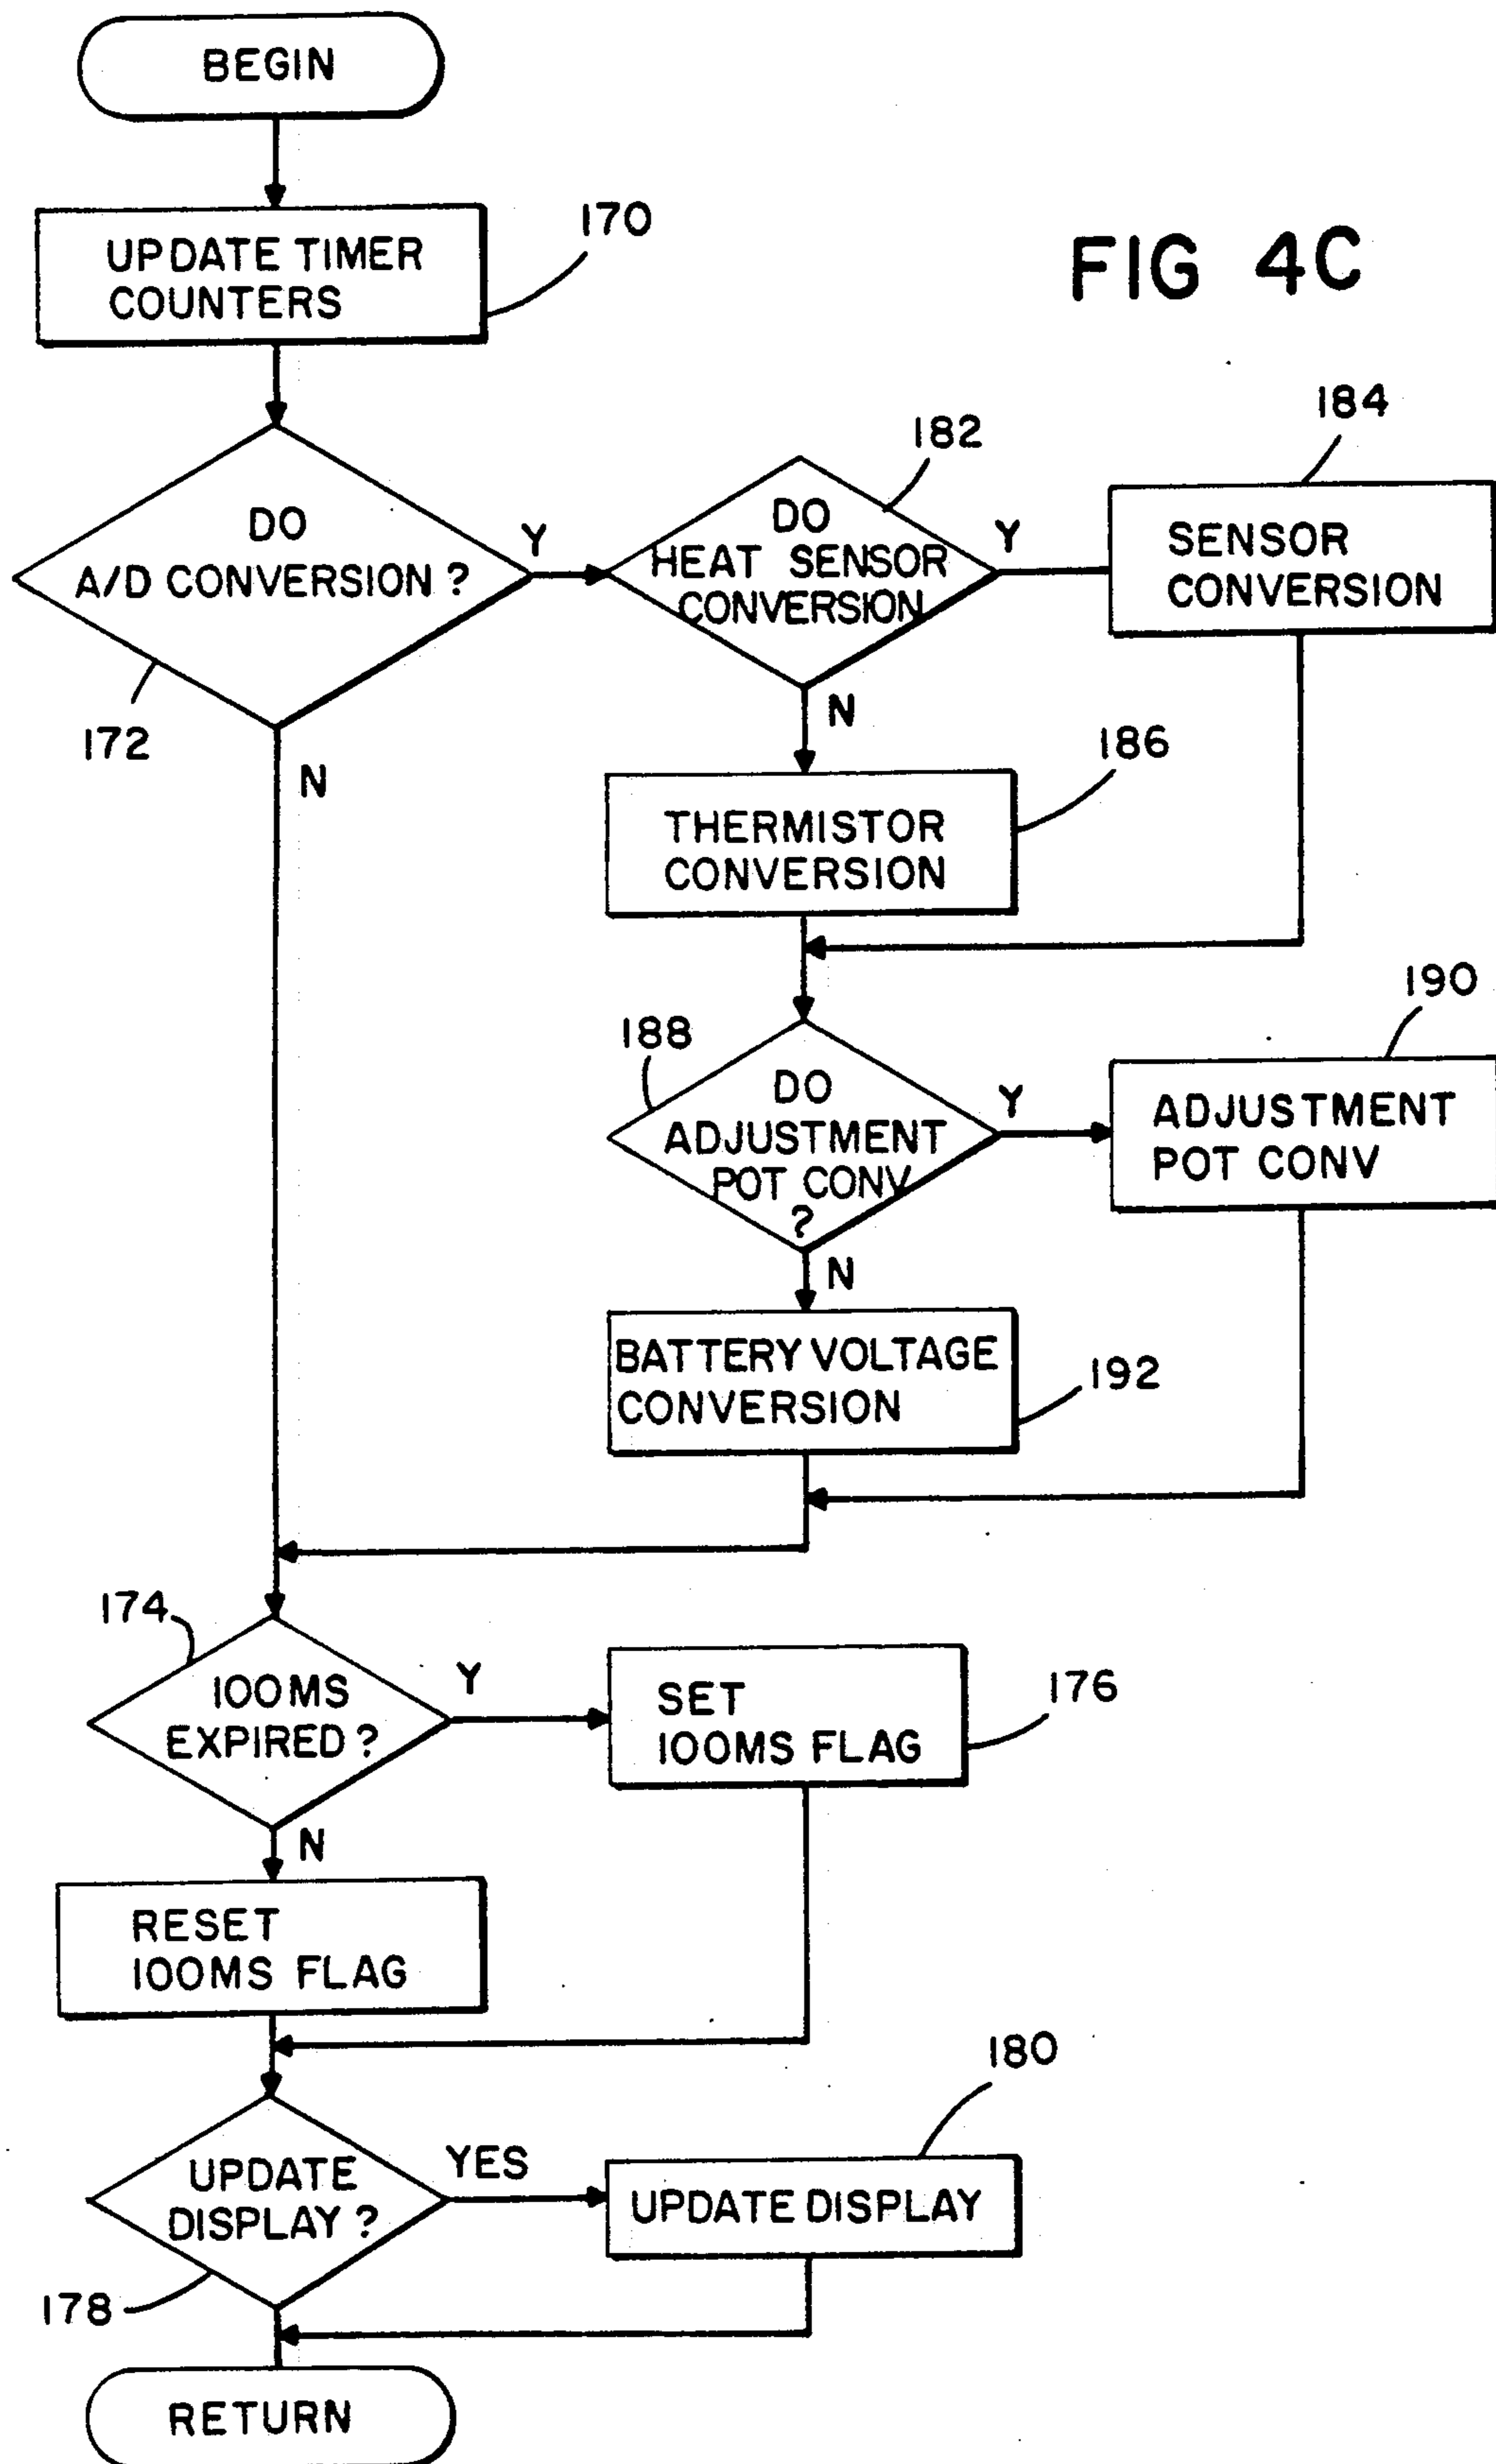 BEGIN
UPDATE TIMER
COUNTERS
170
FIG 4C
DO
A/D CONVERSION ?
172
Y
N
182
DO
HEAT SENSOR
CONVERSION
Y
N
184
SENSOR
CONVERSION
186
THERMISTOR
CONVERSION
188
DO
ADJUSTMENT
POT CONV
?
Y
N
190
ADJUSTMENT
POT CONV
BATTERY VOLTAGE
CONVERSION
192
174
100MS
EXPIRED ?
Y
N
SET
100MS FLAG
176
RESET
100MS FLAG
UPDATE
DISPLAY ?
178
YES
180
UPDATE DISPLAY
RETURN